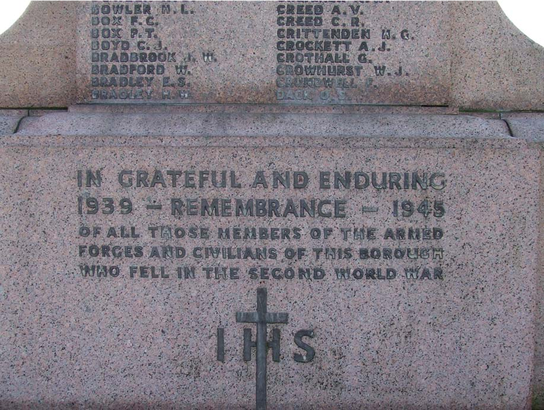 BOWLER H.L.
BOX F.C.
BOX P.T.
BOYD C.J.
BRADBROOK J.W.
BRADFORD W.
BRADLEY E.S.
BRADLEY
CREED A.V.
CREED C.R.
CRITTENDEN
CROCKETT A.J.
CROTHALL G.
CROWHURST W.J.
IN GRATEFUL AND ENDURING
1939 – REMEMBRANCE – 1945
OF ALL THOSE MEMBERS OF THE ARMED
FORCES AND CIVILIANS OF THIS BOROUGH
WHO FELL IN THE SECOND WORLD WAR
IHS